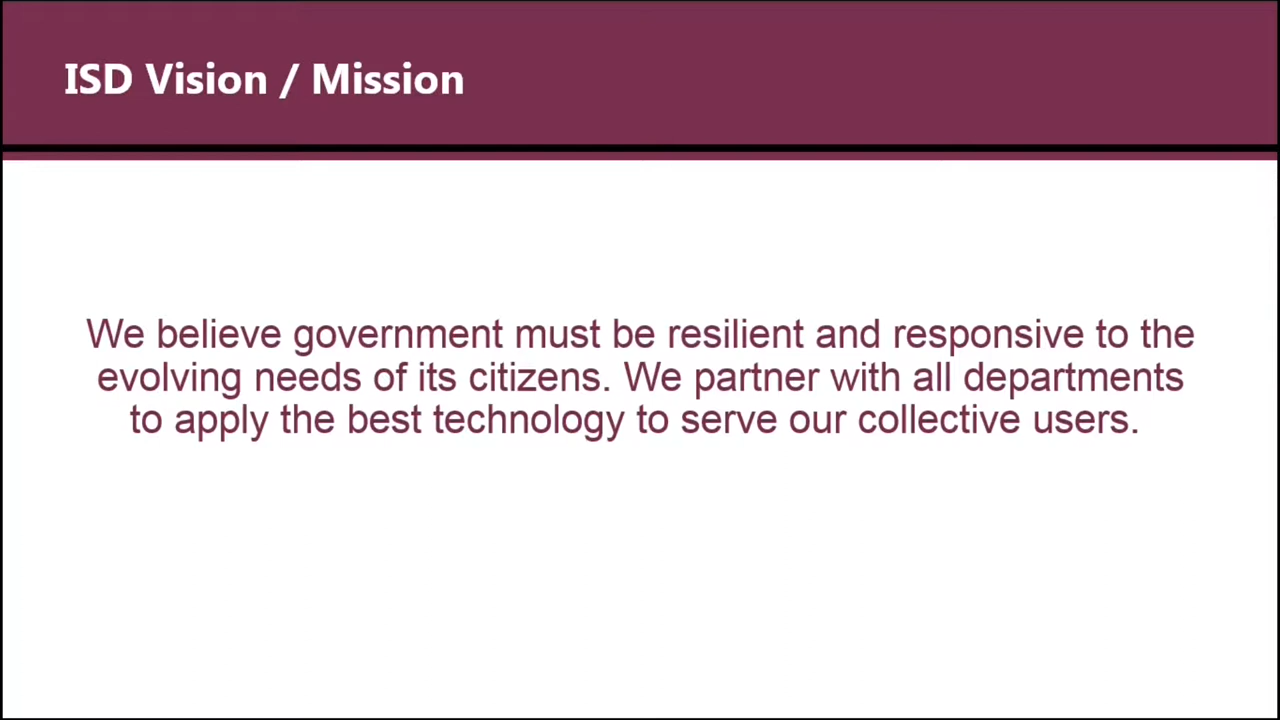 ISD Vision / Mission
We believe government must be resilient and responsive to the
evolving needs of its citizens. We partner with all departments
to apply the best technology to serve our collective users.